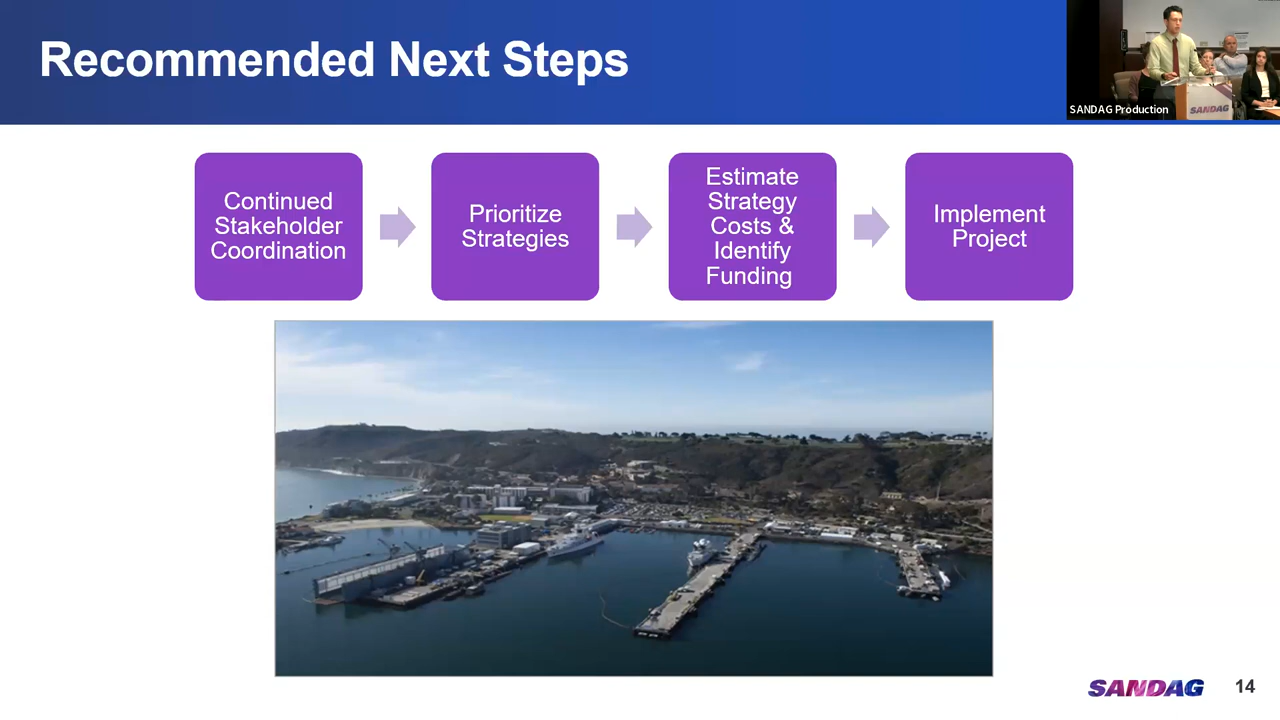 Recommended Next Steps
SANDAG
SANDAG Production
Continued
Stakeholder
Coordination
Prioritize
Strategies
Estimate
Strategy
Costs &
Identify
Funding
Implement
Project
SANDAG
14